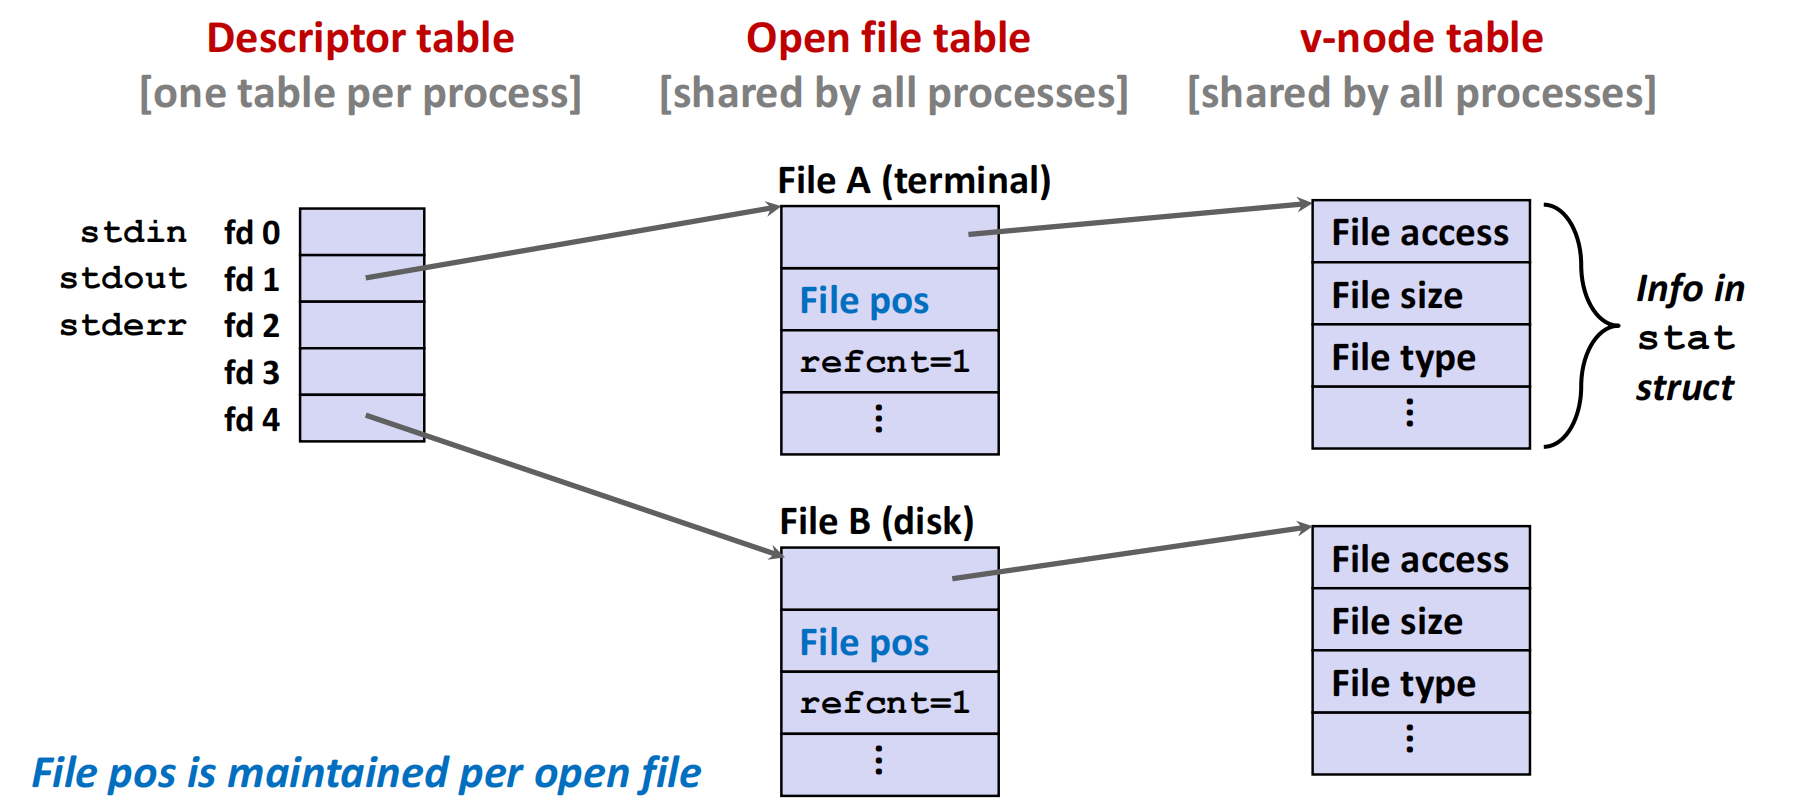 Descriptor table
[one table per process]
Open file table
[shared by all processes]
v-node table
[shared by all processes]
stdin fd 0
stdout fd 1
stderr fd 2
fd 3
fd 4
File A (terminal)
File pos
refcnt=1
⋮
File access
File size
File type
⋮
Info in
stat
struct
File B (disk)
File pos
refcnt=1
⋮
File access
File size
File type
⋮
File pos is maintained per open file